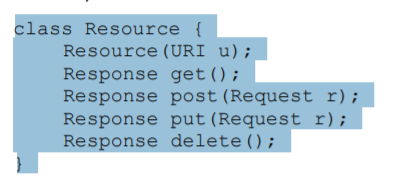 class Resource {
    Resource(URI u);
    Response get();
    Response post(Request r);
    Response put(Request r);
    Response delete();
}